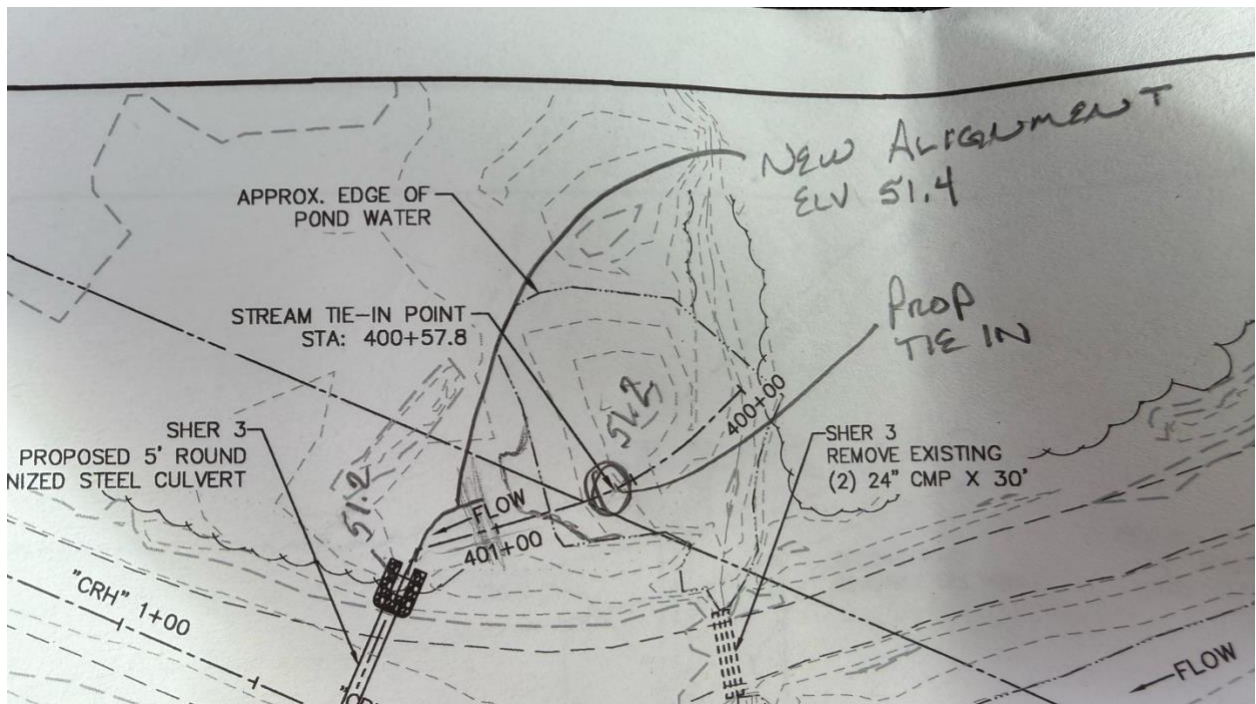 NEW ALIGNMENT
ELV 51.4
APPROX. EDGE OF
POND WATER
STREAM TIE-IN POINT
STA: 400+57.8
PROP
TIE IN
51.2
400+00
SHER 3
PROPOSED 5' ROUND
NIZED STEEL CULVERT
SHER 3
REMOVE EXISTING
(2) 24" CMP X 30'
51.2
FLOW
401+00
"CRH" 1+00
FLOW